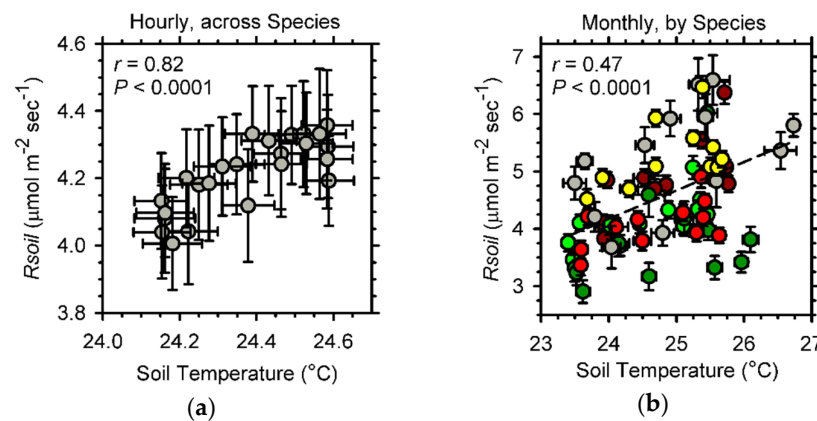 Hourly, across Species
r = 0.82
P < 0.0001
4.6
4.4
4.2
4.0
3.8
Rsoil (μmol m-2 sec-1)
24.0 24.2 24.4 24.6
Soil Temperature (°C)
(a)
Monthly, by Species
r = 0.47
P < 0.0001
7
6
5
4
3
Rsoil (μmol m-2 sec-1)
23 24 25 26 27
Soil Temperature (°C)
(b)